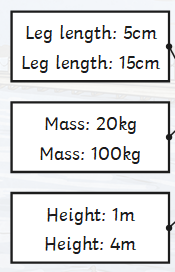 Leg length: 5cm
Leg length: 15cm
Mass: 20kg
Mass: 100kg
Height: 1m
Height: 4m